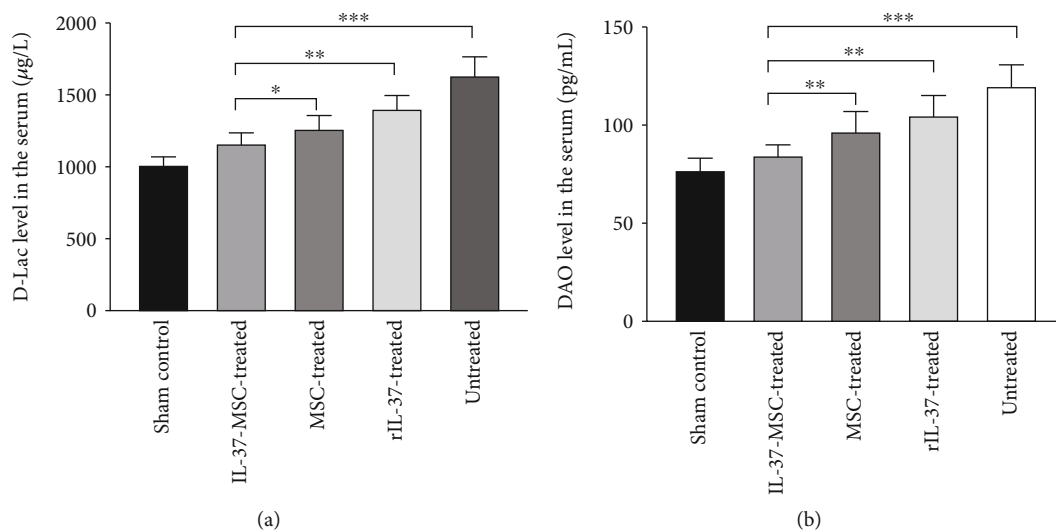 D-Lac level in the serum (μg/L)
2000
1500
1000
500
0
***
**
*
Sham control
IL-37-MSC-treated
MSC-treated
rIL-37-treated
Untreated
(a)
DAO level in the serum (pg/mL)
150
100
50
0
***
**
**
Sham control
IL-37-MSC-treated
MSC-treated
rIL-37-treated
Untreated
(b)